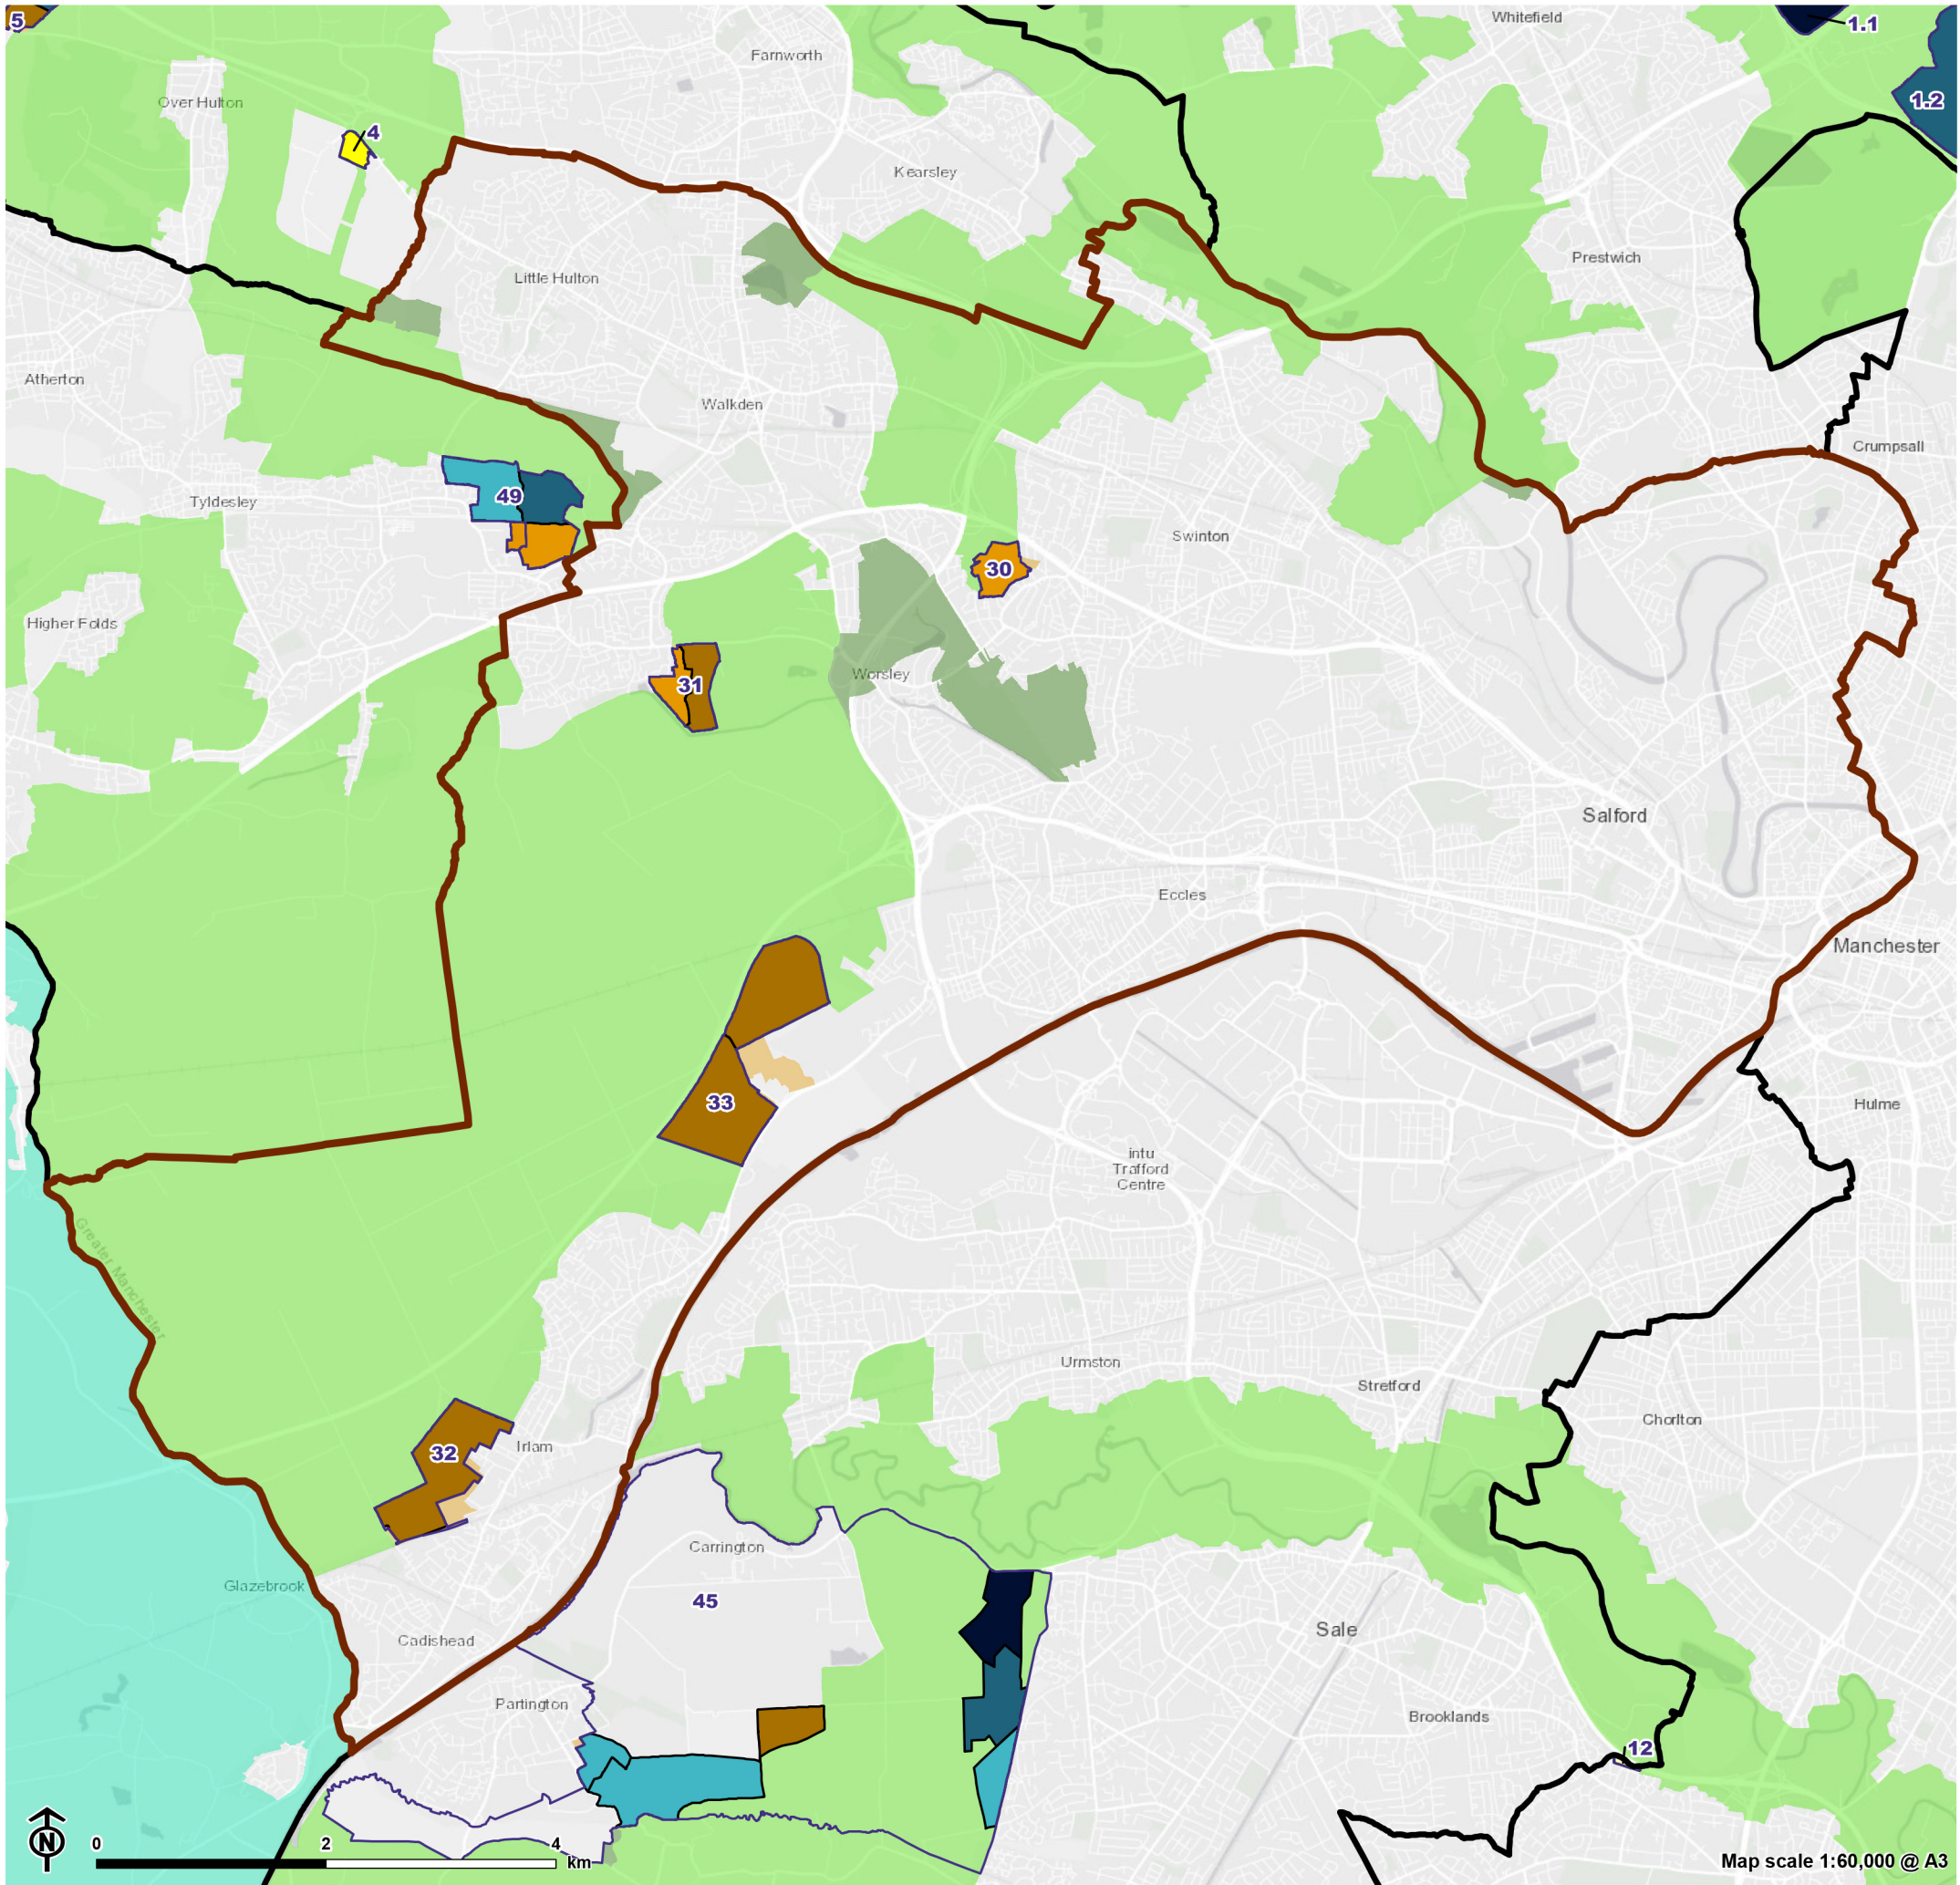 5
Whitefield
1.1
Farnworth
Over Hulton
1.2
4
Kearsley
Prestwich
Little Hulton
Atherton
Walkden
Crumpsall
Tyldesley
49
Swinton
30
Higher Folds
Worsley
31
Salford
Eccles
Manchester
33
Hulme
intu
Trafford
Centre
Greater Manchester
Urmston
Stretford
Chorlton
32
Irlam
Carrington
Glazebrook
45
Sale
Cadishead
Partington
Brooklands
12
N
0 2 4
km
Map scale 1:60,000 @ A3